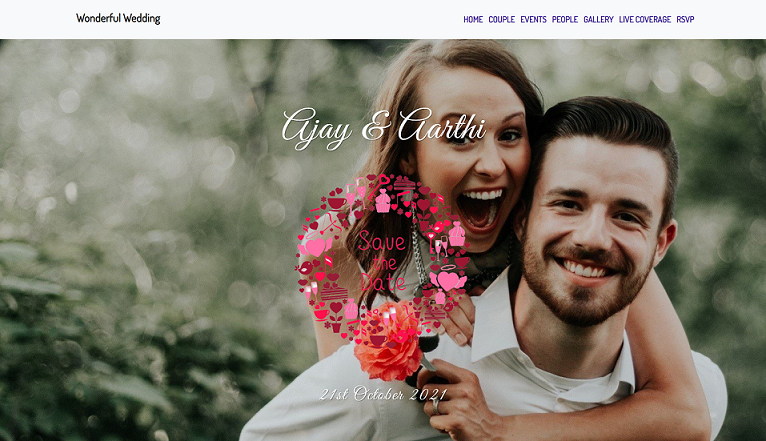 Wonderful Wedding
HOME COUPLE EVENTS PEOPLE GALLERY LIVE COVERAGE RSVP
Ajay & Aarthi
Save
the
Date
21st October 2021